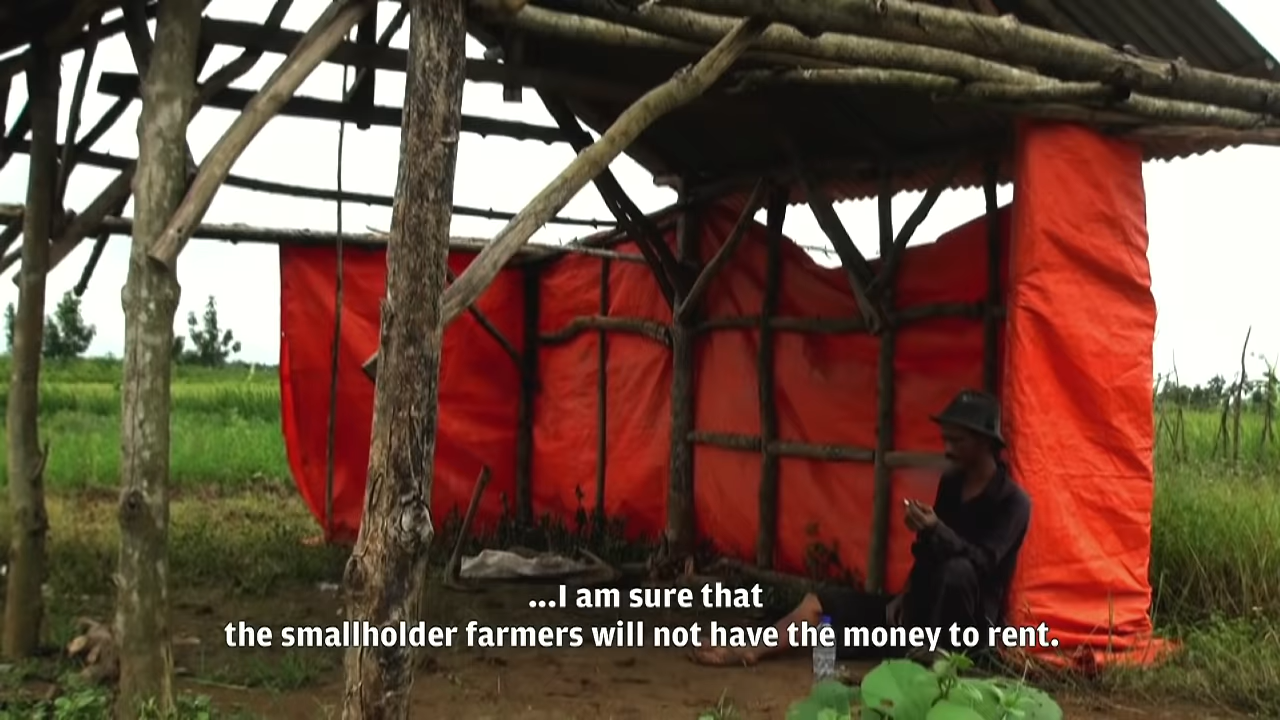 ...I am sure that
the smallholder farmers will not have the money to rent.